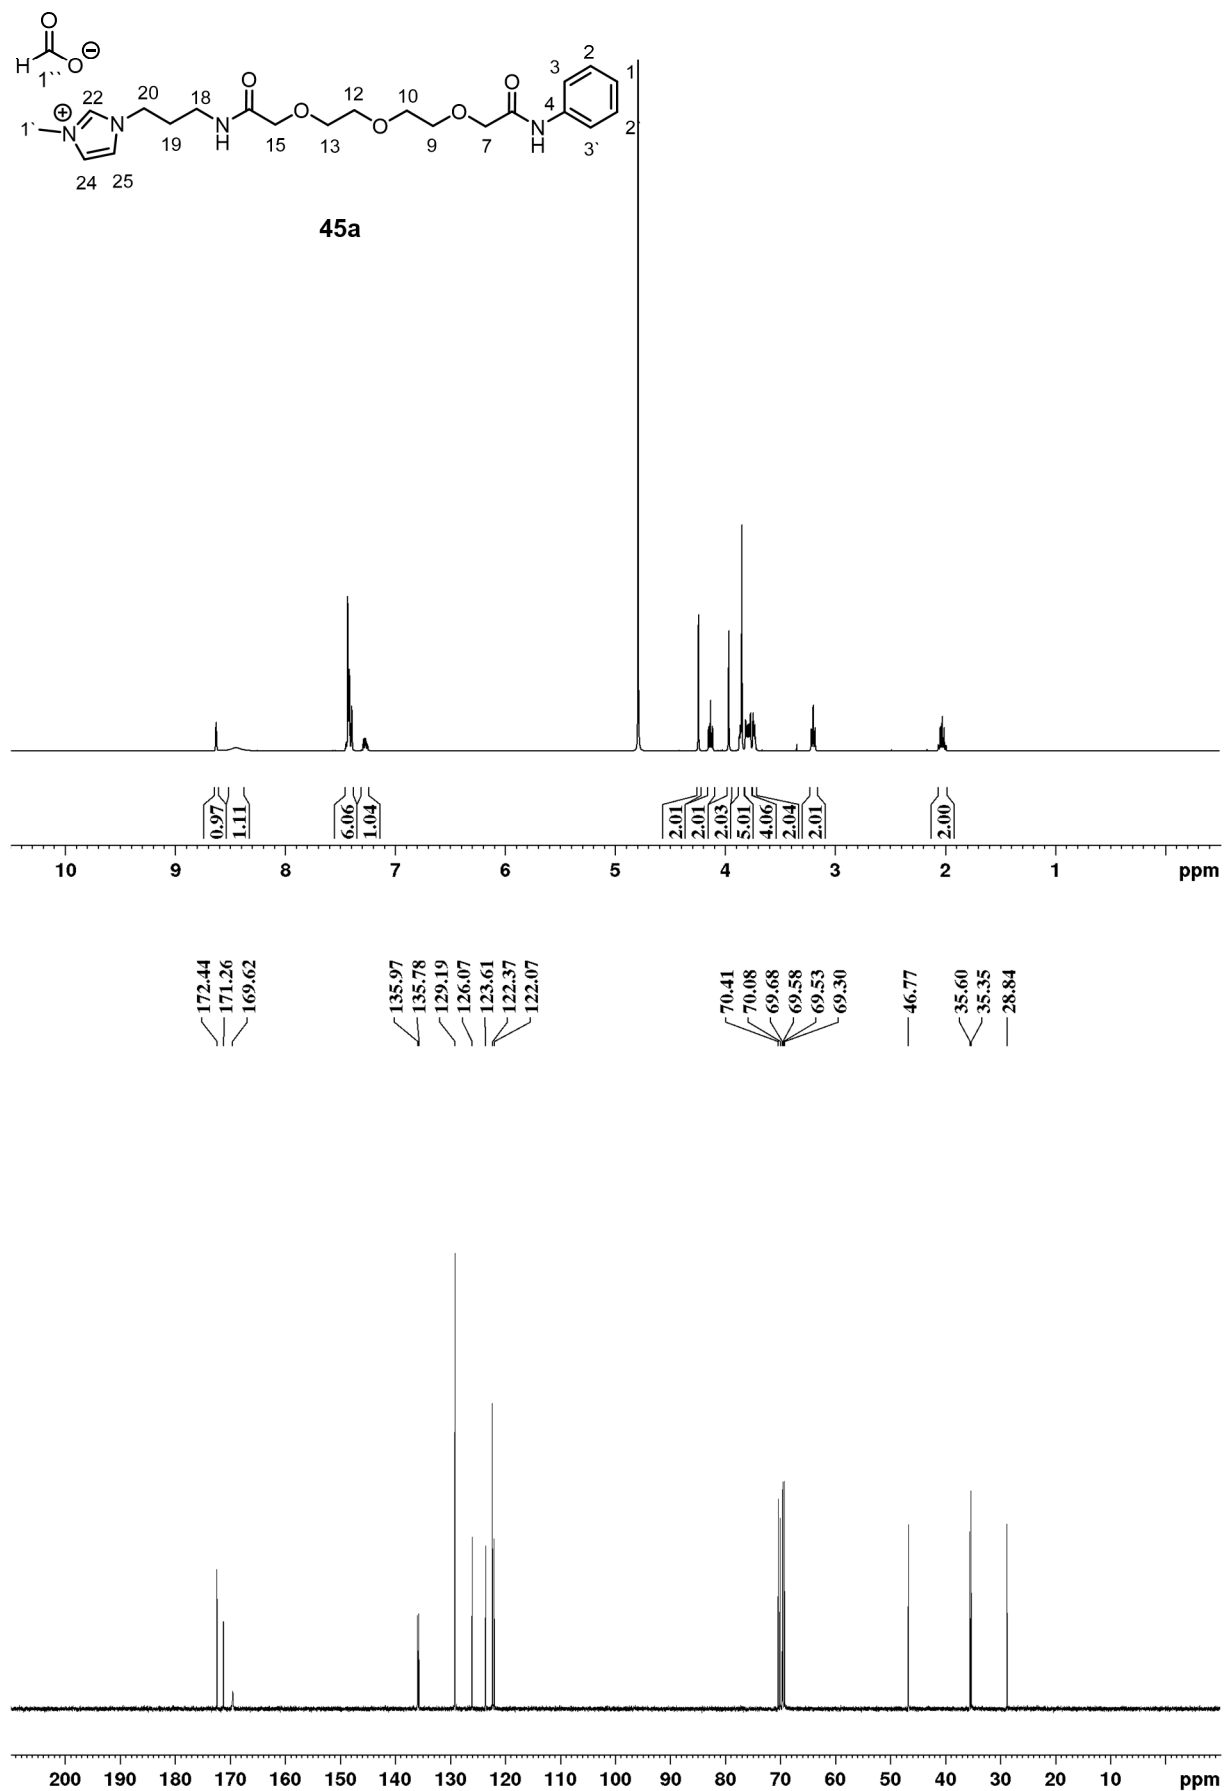 O
H O ⊖
1``
⊕ 22 20 18 O 12 10 O 3 2 1
1` N N N O O O 4 N 2`
19 H 15 13 9 7 H 3`
24 25
45a
0.97 1.11 6.06 1.04 2.01 2.01 2.03 5.01 4.06 2.04 2.01 2.00
10 9 8 7 6 5 4 3 2 1 ppm
172.44 171.26 169.62 135.97 135.78 129.19 126.07 123.61 122.37 122.07 70.41 70.08 69.68 69.58 69.53 69.30 46.77 35.60 35.35 28.84
200 190 180 170 160 150 140 130 120 110 100 90 80 70 60 50 40 30 20 10 ppm